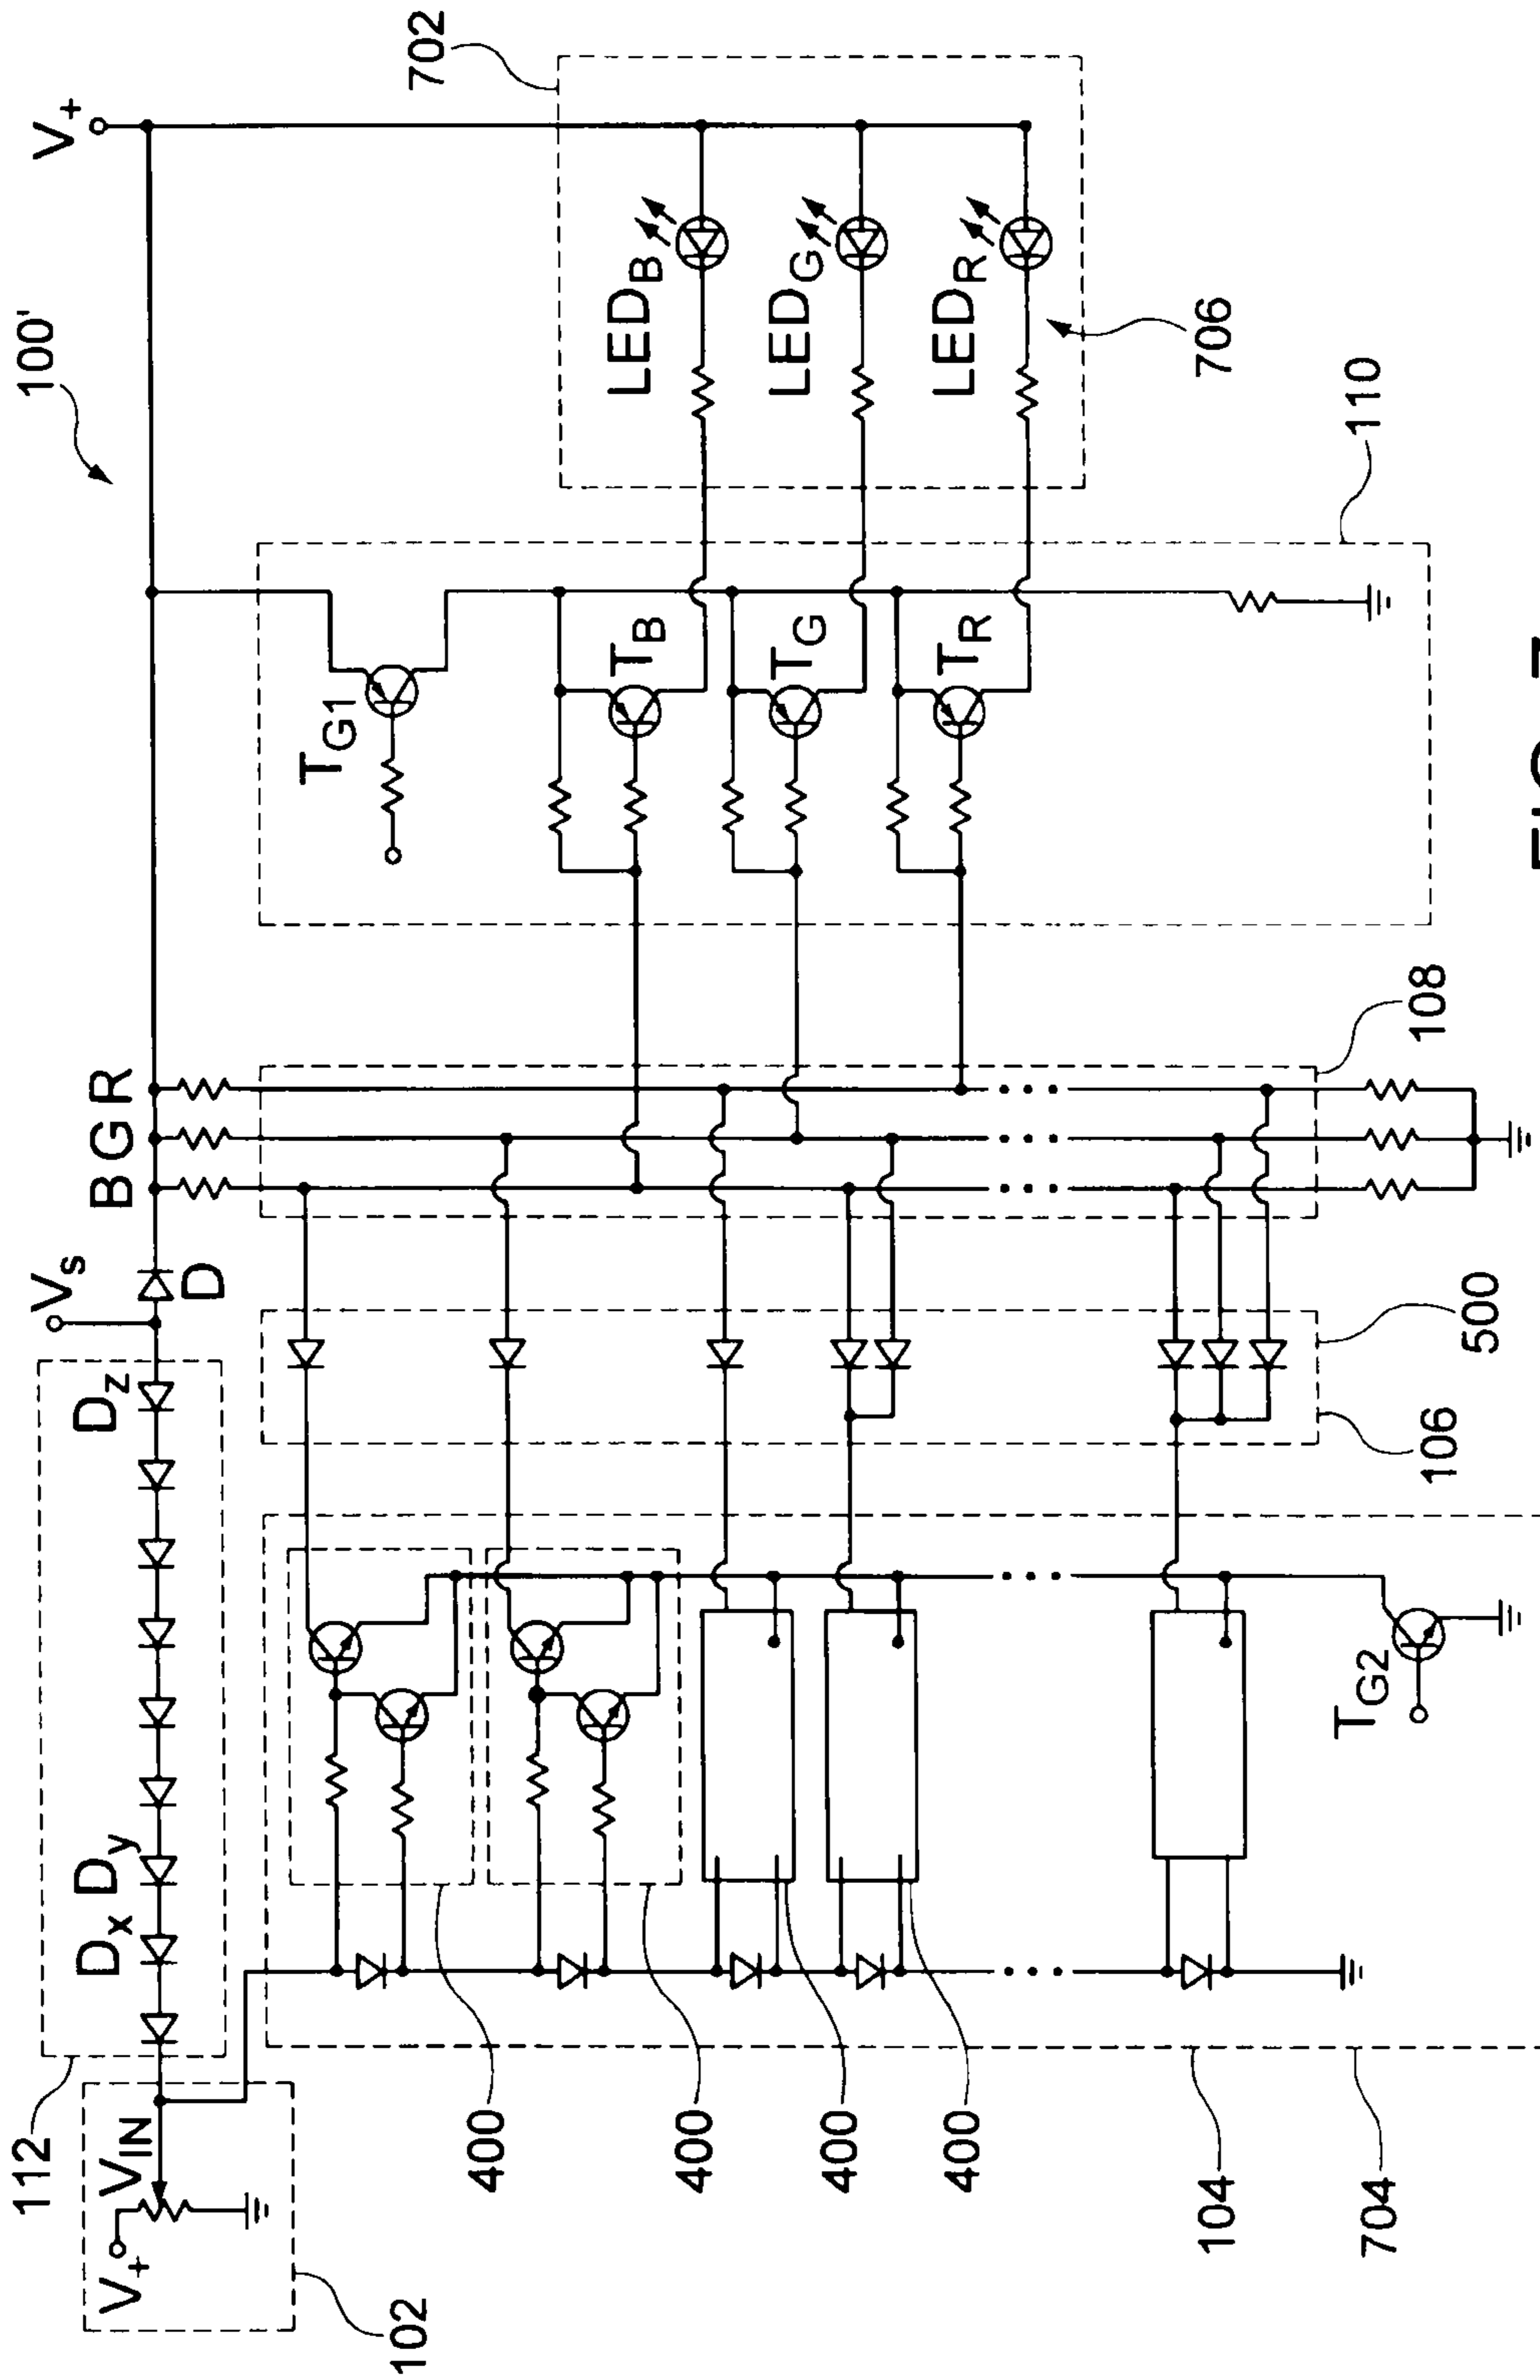 100'
V+
702
Vs
B G R
D
112
Dx Dy
Dz
VIN
V+
102
TG1
TB
TG
TR
LEDB
LEDG
LEDR
706
110
108
500
106
400
400
400
400
TG2
104
704